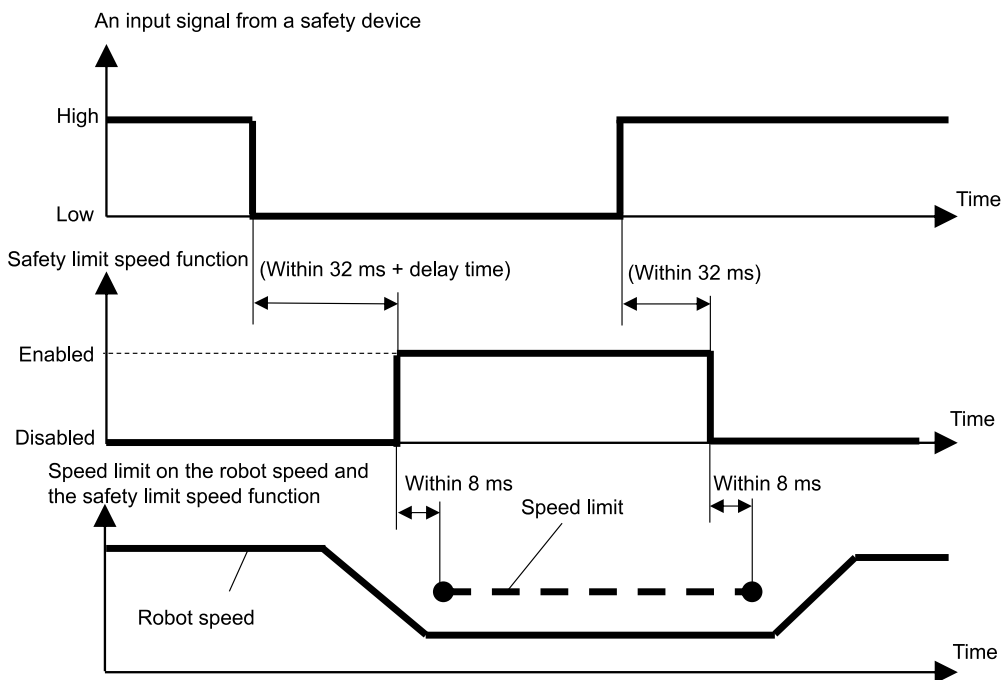 An input signal from a safety device
High
Low
Time
Safety limit speed function
(Within 32 ms + delay time)
(Within 32 ms)
Enabled
Disabled
Time
Speed limit on the robot speed and
the safety limit speed function
Within 8 ms
Within 8 ms
Speed limit
Robot speed
Time